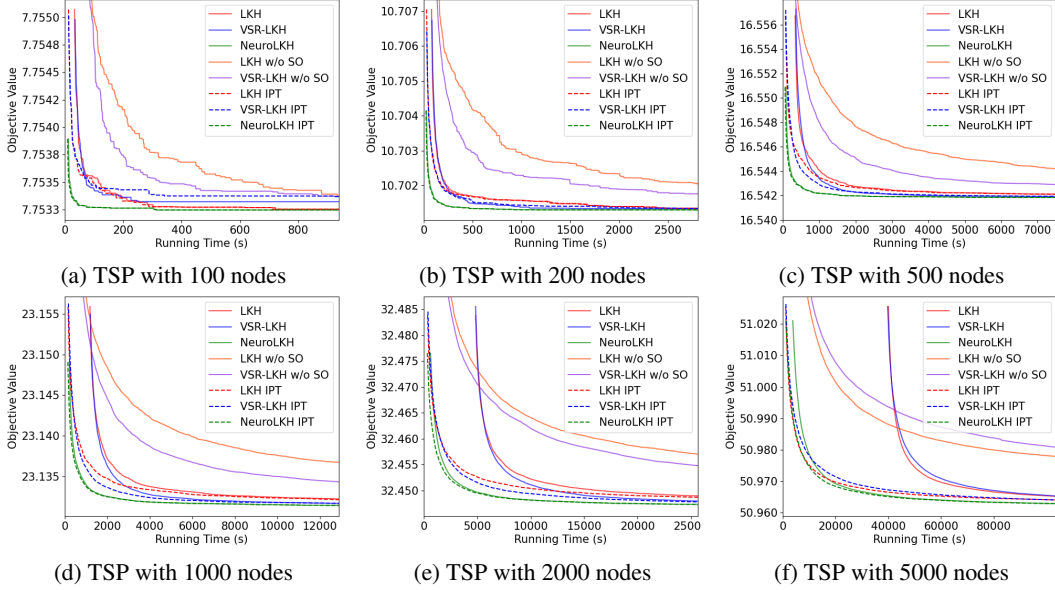 Objective Value
7.7550
7.7546
7.7542
7.7538
7.7535
7.7533
LKH
VSR-LKH
NeuroLKH
LKH w/o SO
VSR-LKH w/o SO
LKH IPT
VSR-LKH IPT
NeuroLKH IPT
0 200 400 600 800
Running Time (s)
(a) TSP with 100 nodes
Objective Value
10.707
10.706
10.704
10.703
10.702
LKH
VSR-LKH
NeuroLKH
LKH w/o SO
VSR-LKH w/o SO
LKH IPT
VSR-LKH IPT
NeuroLKH IPT
0 500 1000 1500 2000 2500
Running Time (s)
(b) TSP with 200 nodes
Objective Value
16.556
16.554
16.552
16.550
16.548
16.546
16.544
16.542
16.540
LKH
VSR-LKH
NeuroLKH
LKH w/o SO
VSR-LKH w/o SO
LKH IPT
VSR-LKH IPT
NeuroLKH IPT
0 1000 2000 3000 4000 5000 6000 7000
Running Time (s)
(c) TSP with 500 nodes
Objective Value
23.155
23.150
23.145
23.140
23.135
LKH
VSR-LKH
NeuroLKH
LKH w/o SO
VSR-LKH w/o SO
LKH IPT
VSR-LKH IPT
NeuroLKH IPT
0 2000 4000 6000 8000 10000 12000
Running Time (s)
(d) TSP with 1000 nodes
Objective Value
32.485
32.480
32.475
32.470
32.465
32.460
32.455
32.450
LKH
VSR-LKH
NeuroLKH
LKH w/o SO
VSR-LKH w/o SO
LKH IPT
VSR-LKH IPT
NeuroLKH IPT
0 5000 10000 15000 20000 2500
Running Time (s)
(e) TSP with 2000 nodes
Objective Value
51.020
51.010
51.000
50.990
50.980
50.970
50.960
LKH
VSR-LKH
NeuroLKH
LKH w/o SO
VSR-LKH w/o SO
LKH IPT
VSR-LKH IPT
NeuroLKH IPT
0 20000 40000 60000 80000
Running Time (s)
(f) TSP with 5000 nodes